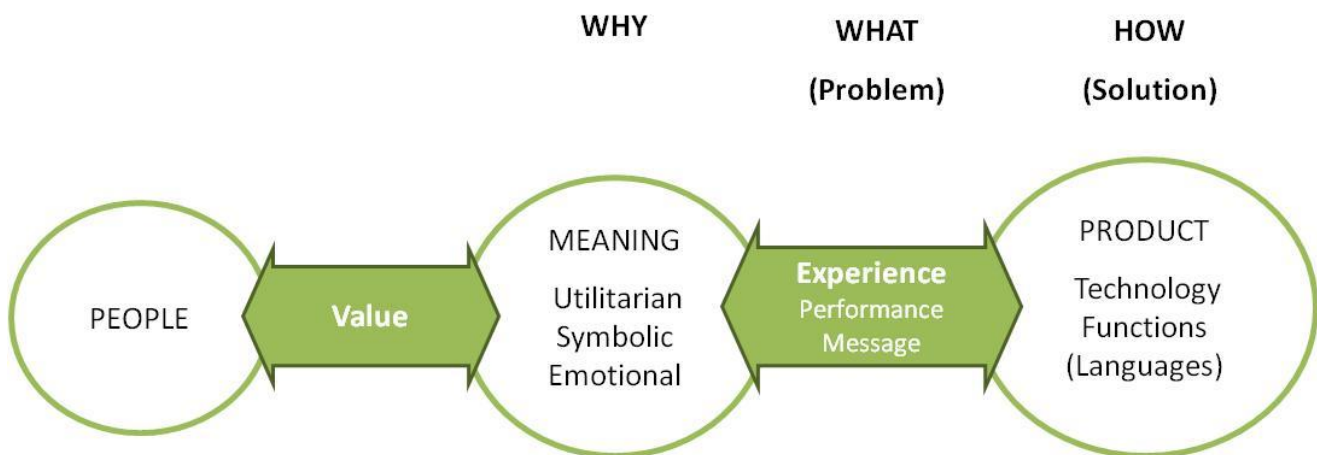 WHY
WHAT
(Problem)
HOW
(Solution)
PEOPLE
Value
MEANING
Utilitarian
Symbolic
Emotional
Experience
Performance
Message
PRODUCT
Technology
Functions
(Languages)